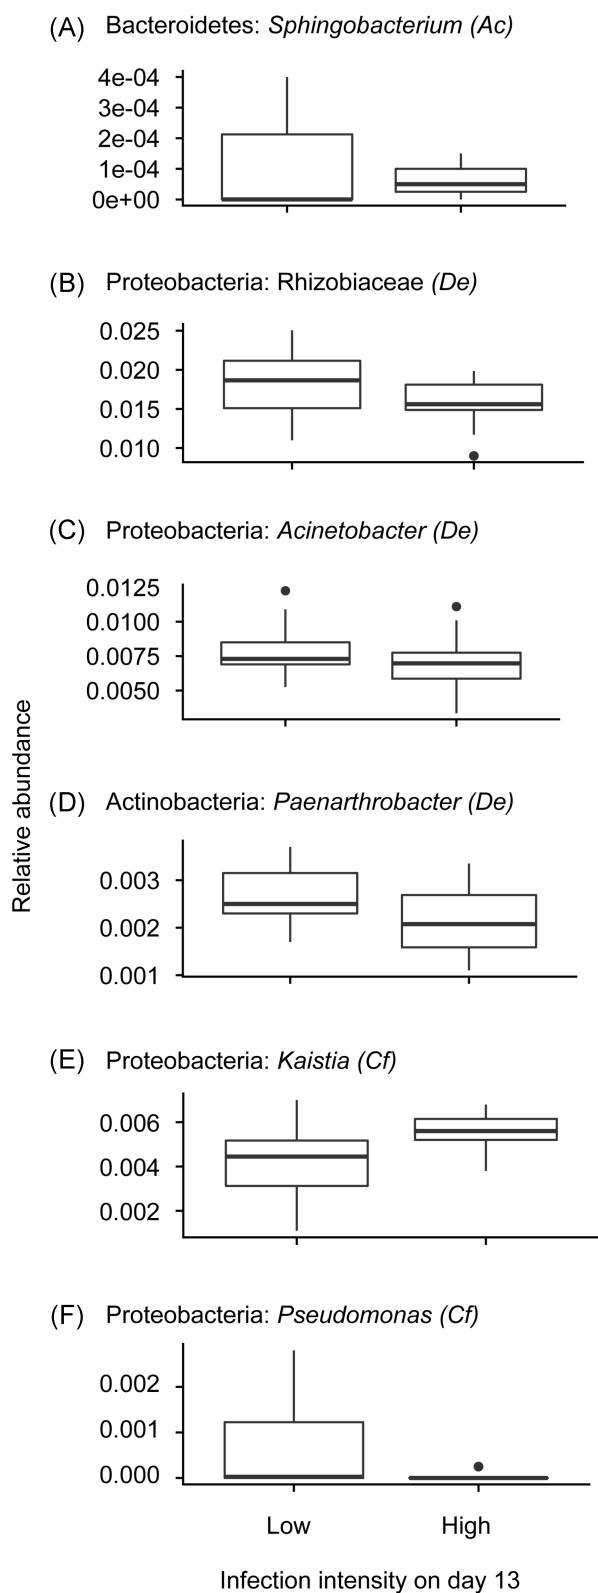 (A) Bacteroidetes: Sphingobacterium (Ac)
4e-04
3e-04
2e-04
1e-04
0e+00
(B) Proteobacteria: Rhizobiaceae (De)
0.025
0.020
0.015
0.010
(C) Proteobacteria: Acinetobacter (De)
0.0125
0.0100
0.0075
0.0050
Relative abundance
(D) Actinobacteria: Paenarthrobacter (De)
0.003
0.002
0.001
(E) Proteobacteria: Kaistia (Cf)
0.006
0.004
0.002
(F) Proteobacteria: Pseudomonas (Cf)
0.002
0.001
0.000
Low High
Infection intensity on day 13